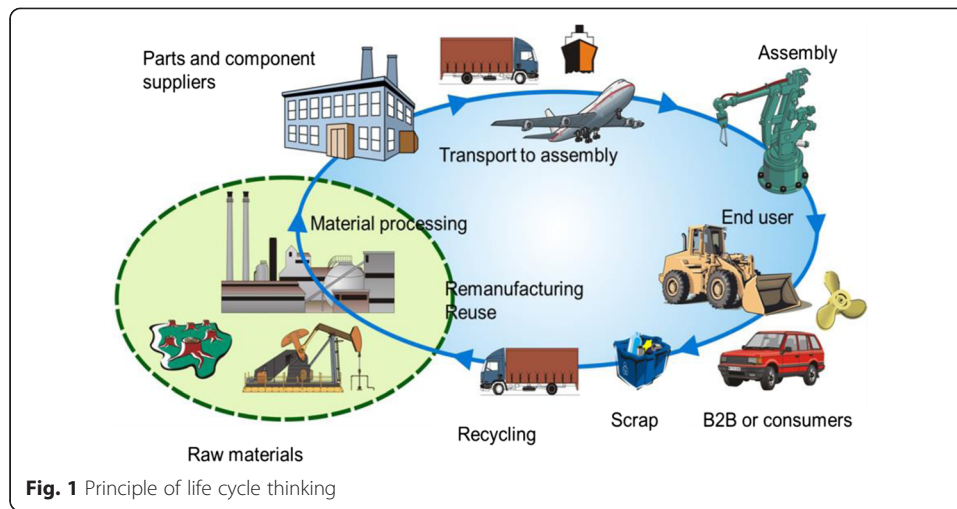 Parts and component
suppliers
Assembly
Transport to assembly
Material processing
End user
Remanufacturing
Reuse
Recycling
Scrap
B2B or consumers
Raw materials
Fig. 1 Principle of life cycle thinking